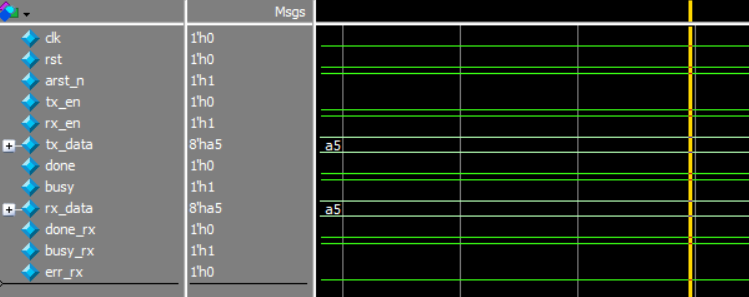 Msgs
clk 1'h0
rst 1'h0
arst_n 1'h1
tx_en 1'h0
rx_en 1'h1
tx_data 8'ha5 a5
done 1'h0
busy 1'h1
rx_data 8'ha5 a5
done_rx 1'h0
busy_rx 1'h1
err_rx 1'h0